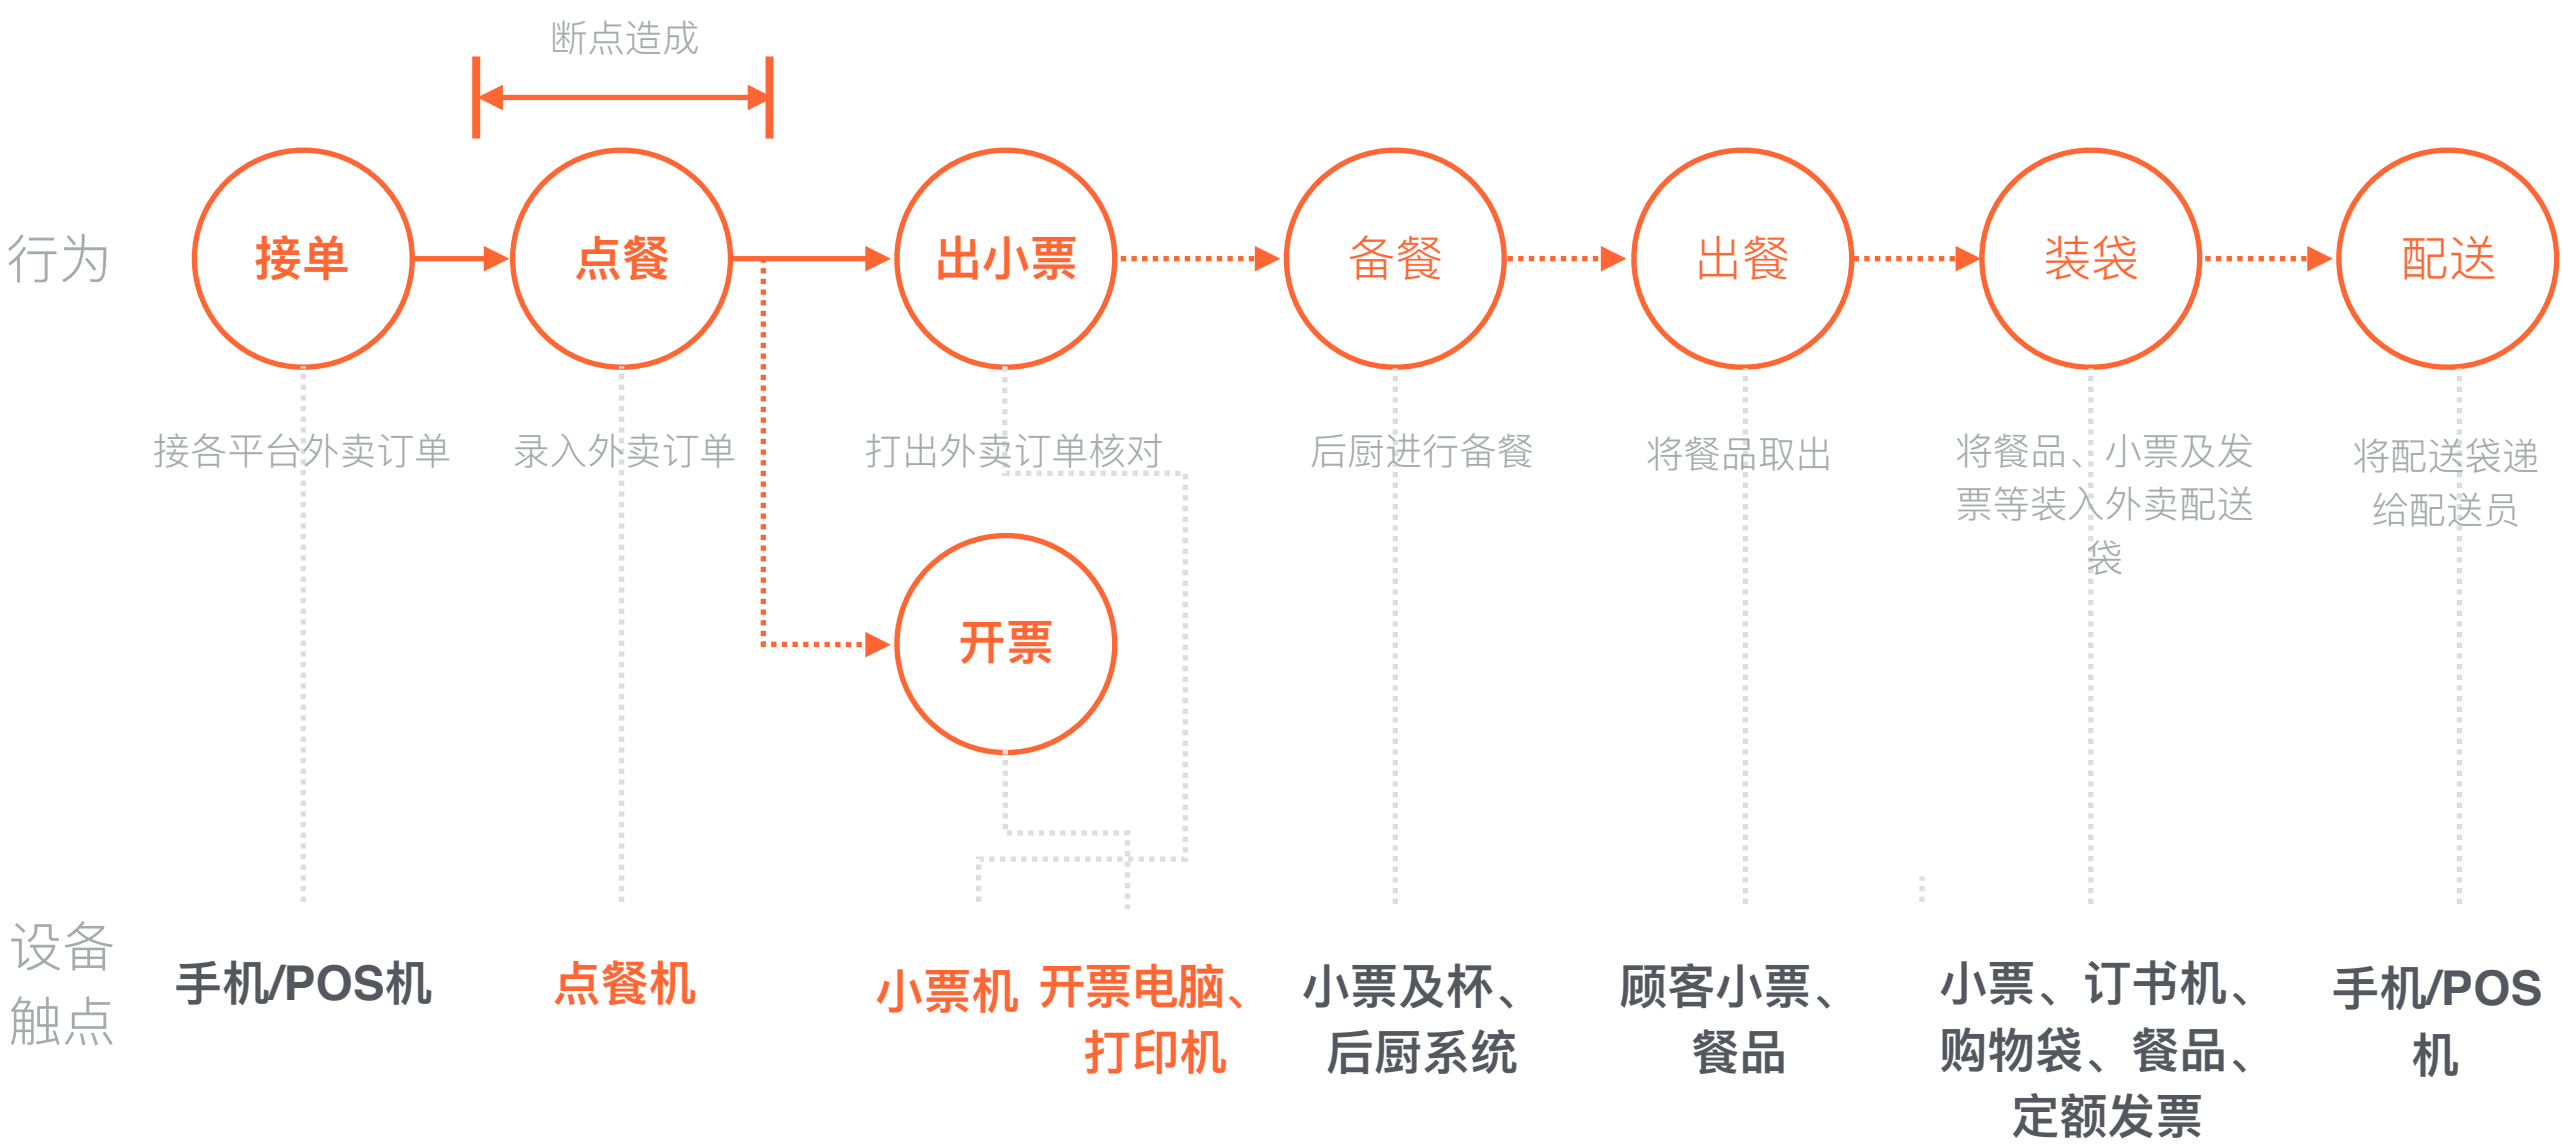 断点造成
行为
接单
点餐
出小票
备餐
出餐
装袋
配送
接各平台外卖订单
录入外卖订单
打出外卖订单核对
后厨进行备餐
将餐品取出
将餐品、小票及发
票等装入外卖配送
袋
将配送袋递
给配送员
开票
设备
触点
手机/POS机
点餐机
小票机
开票电脑、
打印机
小票及杯、
后厨系统
顾客小票、
餐品
小票、订书机、
购物袋、餐品、
定额发票
手机/POS
机